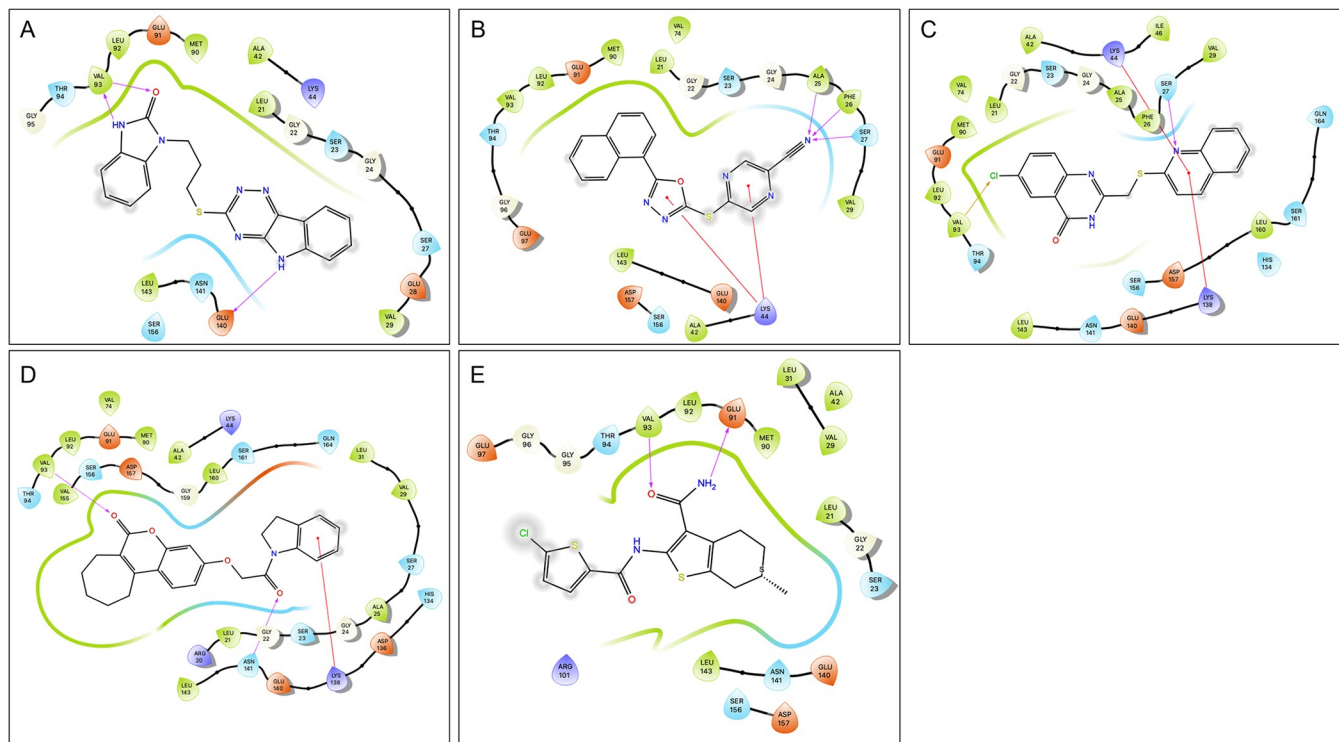 A
GLU 91
LEU 92
MET 90
ALA 42
VAL 93
THR 94
LYS 44
GLY 95
O
HN
N
LEU 21
GLY 22
SER 23
GLY 24
N
N
S
N
N
H
SER 27
GLU 28
VAL 29
LEU 143
ASN 141
GLU 140
SER 156
B
VAL 74
MET 90
LEU 21
GLU 91
LEU 92
GLY 22
SER 23
GLY 24
ALA 25
VAL 93
PHE 26
THR 94
SER 27
N
N
O
N
N
N
S
VAL 29
GLY 96
GLU 97
LEU 143
ASP 157
GLU 140
SER 156
ALA 42
LYS 44
C
ALA 42
ILE 46
LYS 44
VAL 29
GLY 22
SER 23
GLY 24
SER 27
VAL 74
LEU 21
ALA 25
PHE 26
GLN 164
MET 90
GLU 91
Cl
N
S
N
LEU 92
VAL 93
NH
O
THR 94
SER 161
LEU 160
HIS 134
SER 156
ASP 157
LYS 138
LEU 143
ASN 141
GLU 140
D
VAL 74
LYS 44
LEU 92
GLU 91
MET 90
ALA 42
GLN 164
VAL 93
SER 156
ASP 157
LEU 160
SER 161
LEU 31
THR 94
VAL 155
GLY 159
VAL 29
O
O
N
O
O
SER 27
HIS 134
ALA 25
LEU 21
GLY 22
SER 23
GLY 24
ARG 20
ASN 141
ASP 136
LEU 143
GLU 140
LYS 138
E
LEU 31
ALA 42
LEU 92
GLU 91
VAL 93
VAL 29
GLU 97
GLY 96
THR 94
MET 90
GLY 95
O
NH2
LEU 21
GLY 22
SER 23
Cl
S
NH
S
S
O
ARG 101
LEU 143
ASN 141
GLU 140
SER 156
ASP 157